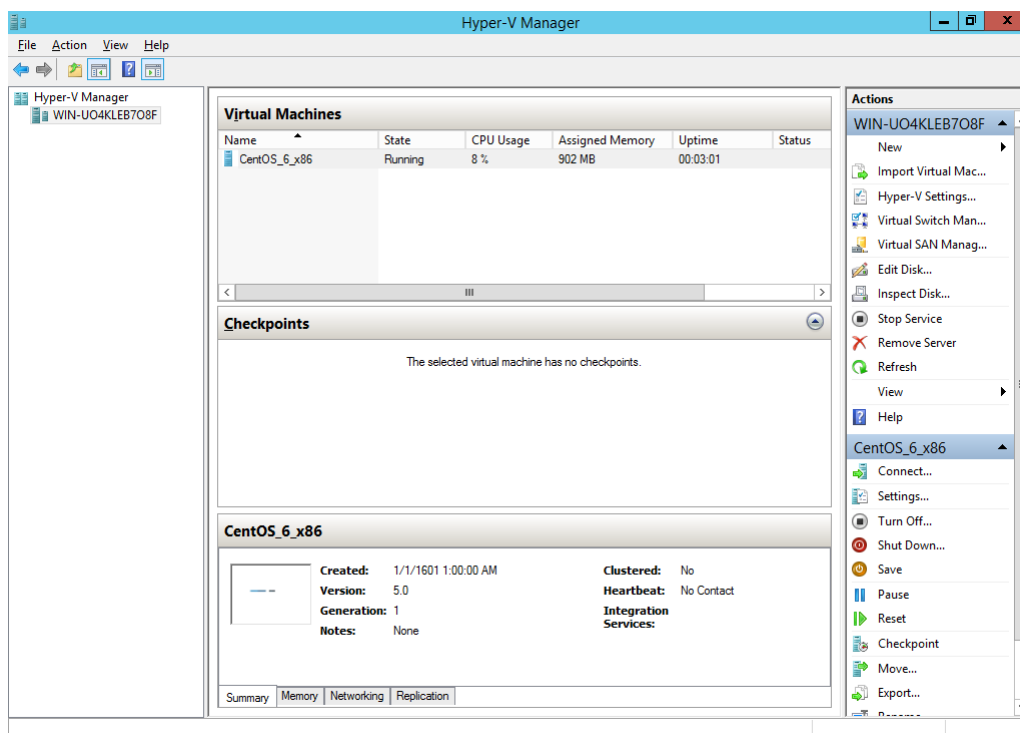 Hyper-V Manager
File Action View Help
Hyper-V Manager
WIN-UO4KLEB7O8F
Virtual Machines
Name State CPU Usage Assigned Memory Uptime Status
CentOS_6_x86 Running 8 % 902 MB 00:03:01
Checkpoints
The selected virtual machine has no checkpoints.
CentOS_6_x86
Created: 1/1/1601 1:00:00 AM Clustered: No
Version: 5.0 Heartbeat: No Contact
Generation: 1 Integration
Services:
Notes: None
Summary Memory Networking Replication
Actions
WIN-UO4KLEB7O8F
New
Import Virtual Mac...
Hyper-V Settings...
Virtual Switch Man...
Virtual SAN Manag...
Edit Disk...
Inspect Disk...
Stop Service
Remove Server
Refresh
View
Help
CentOS_6_x86
Connect...
Settings...
Turn Off...
Shut Down...
Save
Pause
Reset
Checkpoint
Move...
Export...